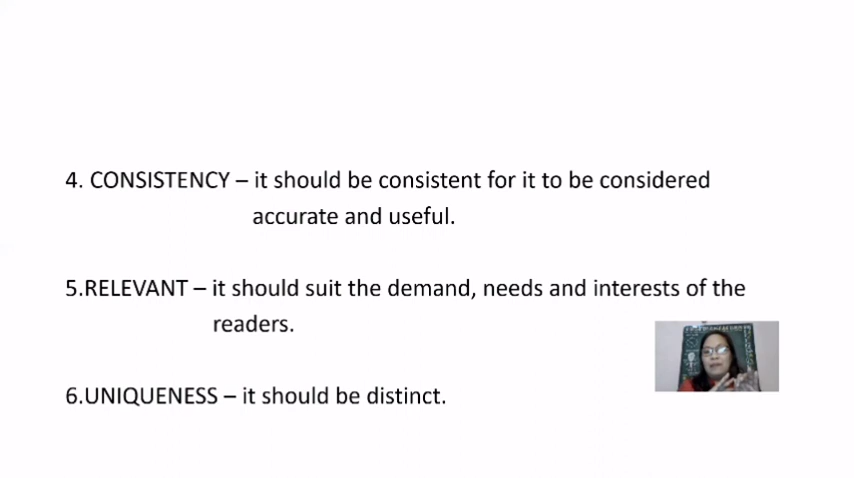 4. CONSISTENCY – it should be consistent for it to be considered
accurate and useful.
5.RELEVANT – it should suit the demand, needs and interests of the
readers.
6.UNIQUENESS – it should be distinct.